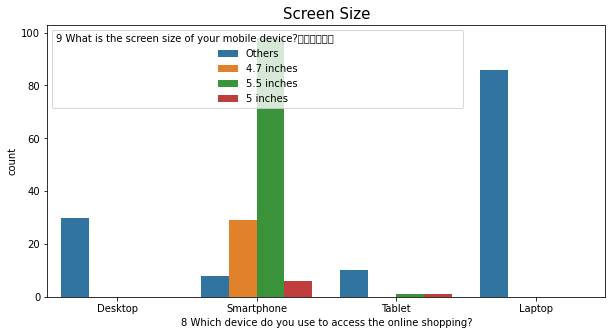 Screen Size
9 What is the screen size of your mobile device?
Others
4.7 inches
5.5 inches
5 inches
100
80
60
40
20
0
count
Desktop Smartphone Tablet Laptop
8 Which device do you use to access the online shopping?